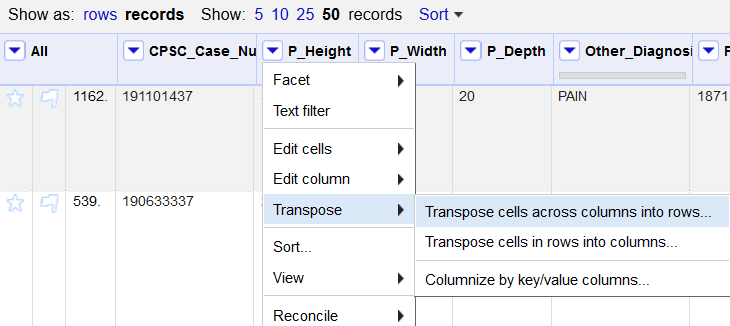 Show as: rows records Show: 5 10 25 50 records Sort
All CPSC_Case_Nu P_Height P_Width P_Depth Other_Diagnosi
Facet
1162. 191101437 20 PAIN 1871
Text filter
Edit cells
Edit column
539. 190633337
Transpose Transpose cells across columns into rows...
Transpose cells in rows into columns...
Sort...
View Columnize by key/value columns...
Reconcile